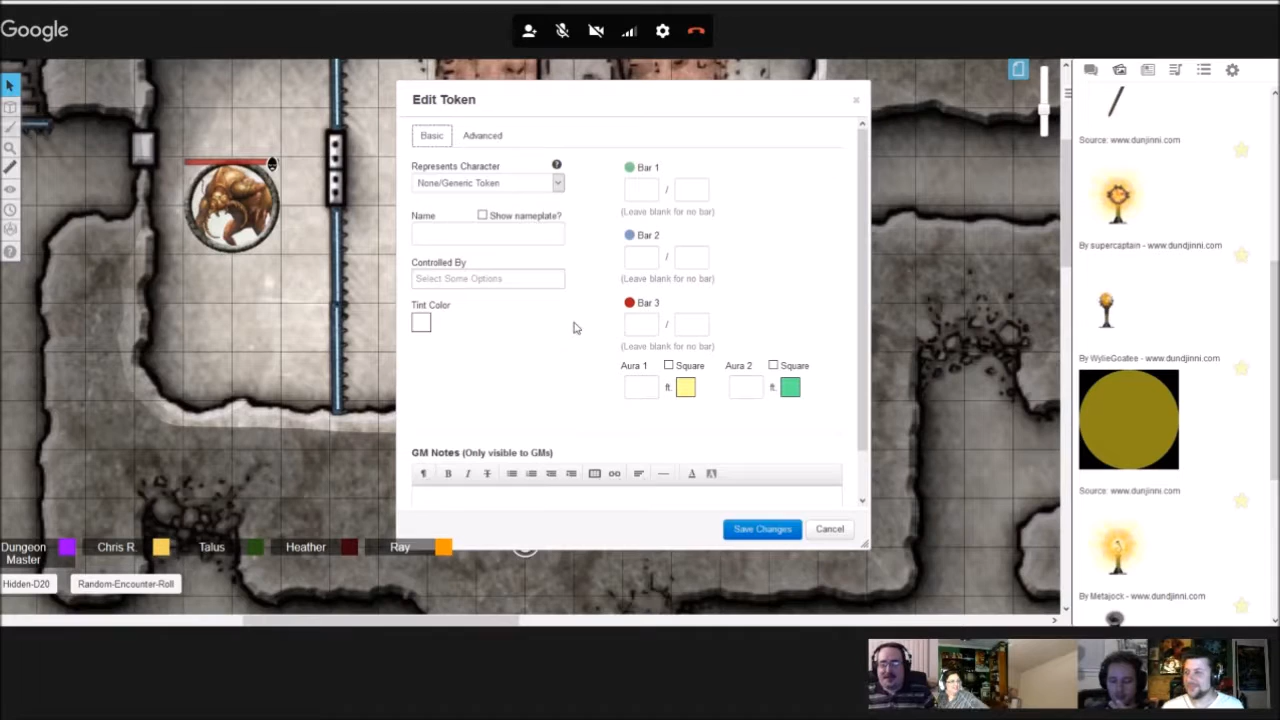 Google
Edit Token
×
Basic
Advanced
Represents Character
?
None/Generic Token
Name
Show nameplate?
Controlled By
Select Some Options
Tint Color
Bar 1
/
(Leave blank for no bar)
Bar 2
/
(Leave blank for no bar)
Bar 3
/
(Leave blank for no bar)
Aura 1
Square
Aura 2
Square
ft.
ft.
GM Notes (Only visible to GMs)
¶ B I S A A
Save Changes
Cancel
Dungeon
Master
Chris R.
Talus
Heather
Ray
Hidden-D20
Random-Encounter-Roll
Source: www.dunjinni.com
By supercaptain - www.dundjinni.com
By WylieGoatee - www.dundjinni.com
Source: www.dunjinni.com
By Metajock - www.dundjinni.com